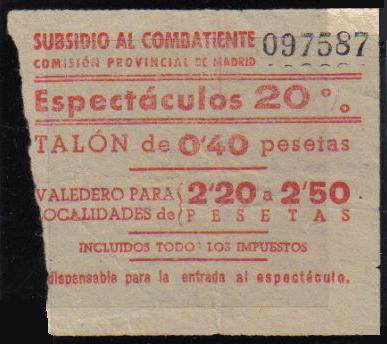 SUBSIDIO AL COMBATIENTE 097587
COMISIÓN PROVINCIAL DE MADRID
Espectáculos 20 %
TALÓN de 0'40 pesetas
VALEDERO PARA 2'20 a 2'50
LOCALIDADES de PESETAS
INCLUIDOS TODOS LOS IMPUESTOS
dispensable para la entrada al espectáculo.